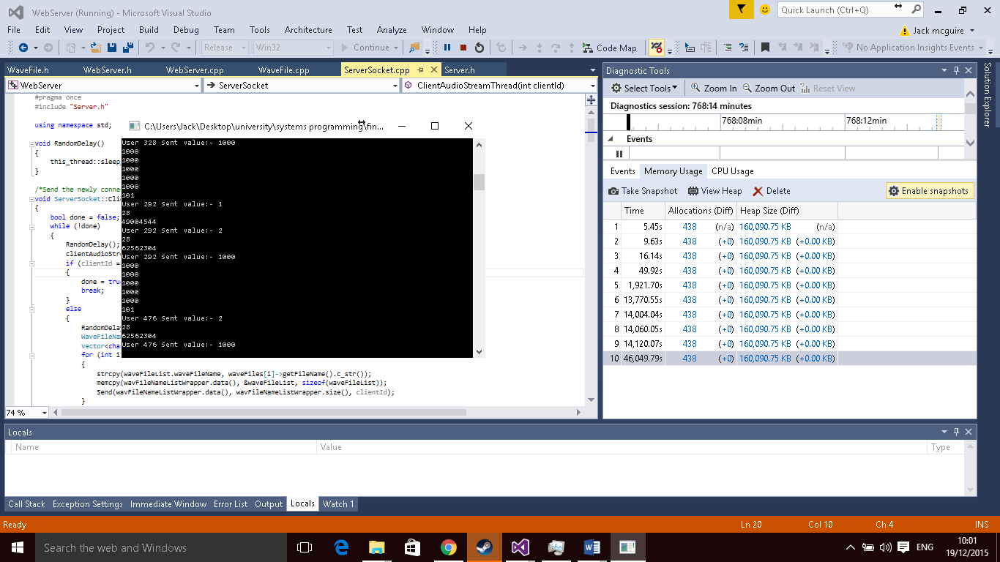 WebServer (Running) - Microsoft Visual Studio
Quick Launch (Ctrl+Q)
File Edit View Project Build Debug Team Tools Architecture Test Analyze Window Help
Jack mcguire
Release Win32 Continue Code Map No Application Insights Events
WaveFile.h WebServer.h WebServer.cpp WaveFile.cpp ServerSocket.cpp Server.h
WebServer ServerSocket ClientAudioStreamThread(int clientId)
#pragma once
#include "Server.h"
using namespace std;
void RandomDelay()
{
this_thread::sleep_
}
/*Send the newly conne
void ServerSocket::Cli
{
bool done = false;
while (!done)
{
RandomDelay();
clientAudioStr
if (clientId =
{
done = tru
break;
}
else
{
RandomDela
WaveFileNa
vector<cha
for (int i
{
strcpy(waveFileList.waveFileName, waveFiles[i]->getFileName().c_str());
memcpy(wavFileNameListWrapper.data(), &waveFileList, sizeof(waveFileList));
Send(wavFileNameListWrapper.data(), wavFileNameListWrapper.size(), clientId);
}
74 %
C:\Users\Jack\Desktop\university\systems programming\fin...
User 328 Sent value:- 1000
1000
1000
1000
1000
1000
101
User 292 Sent value:- 1
28
49004544
User 292 Sent value:- 2
28
62562304
User 292 Sent value:- 1000
1000
1000
1000
1000
1000
101
User 476 Sent value:- 2
28
62562304
User 476 Sent value:- 1000
Diagnostic Tools
Select Tools Zoom In Zoom Out Reset View
Diagnostics session: 768:14 minutes
768:08min 768:12min
Events
Events Memory Usage CPU Usage
Take Snapshot View Heap Delete Enable snapshots
Time Allocations (Diff) Heap Size (Diff)
1 5.45s 438 (n/a) 160,090.75 KB (n/a)
2 9.63s 438 (+0) 160,090.75 KB (+0.00 KB)
3 16.14s 438 (+0) 160,090.75 KB (+0.00 KB)
4 49.92s 438 (+0) 160,090.75 KB (+0.00 KB)
5 1,921.70s 438 (+0) 160,090.75 KB (+0.00 KB)
6 13,770.55s 438 (+0) 160,090.75 KB (+0.00 KB)
7 14,004.04s 438 (+0) 160,090.75 KB (+0.00 KB)
8 14,060.05s 438 (+0) 160,090.75 KB (+0.00 KB)
9 14,120.07s 438 (+0) 160,090.75 KB (+0.00 KB)
10 46,049.79s 438 (+0) 160,090.75 KB (+0.00 KB)
Solution Explorer
Locals
Name Value Type
Call Stack Exception Settings Immediate Window Error List Output Locals Watch 1
Ready Ln 20 Col 10 Ch 4 INS
Search the web and Windows
ENG
10:01
19/12/2015